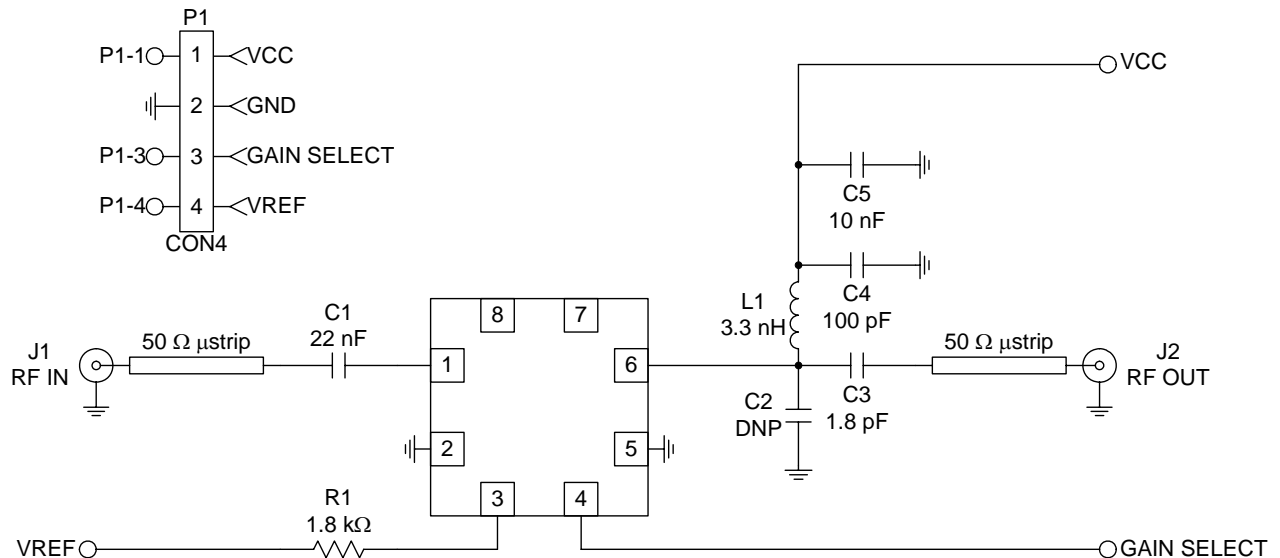 P1
P1-1
1
VCC
2
GND
P1-3
3
GAIN SELECT
P1-4
4
VREF
CON4
VCC
C5
10 nF
C4
100 pF
L1
3.3 nH
J1
RF IN
50 Ω μstrip
C1
22 nF
8
7
1
6
2
5
3
4
C2
DNP
C3
1.8 pF
50 Ω μstrip
J2
RF OUT
R1
1.8 kΩ
VREF
GAIN SELECT